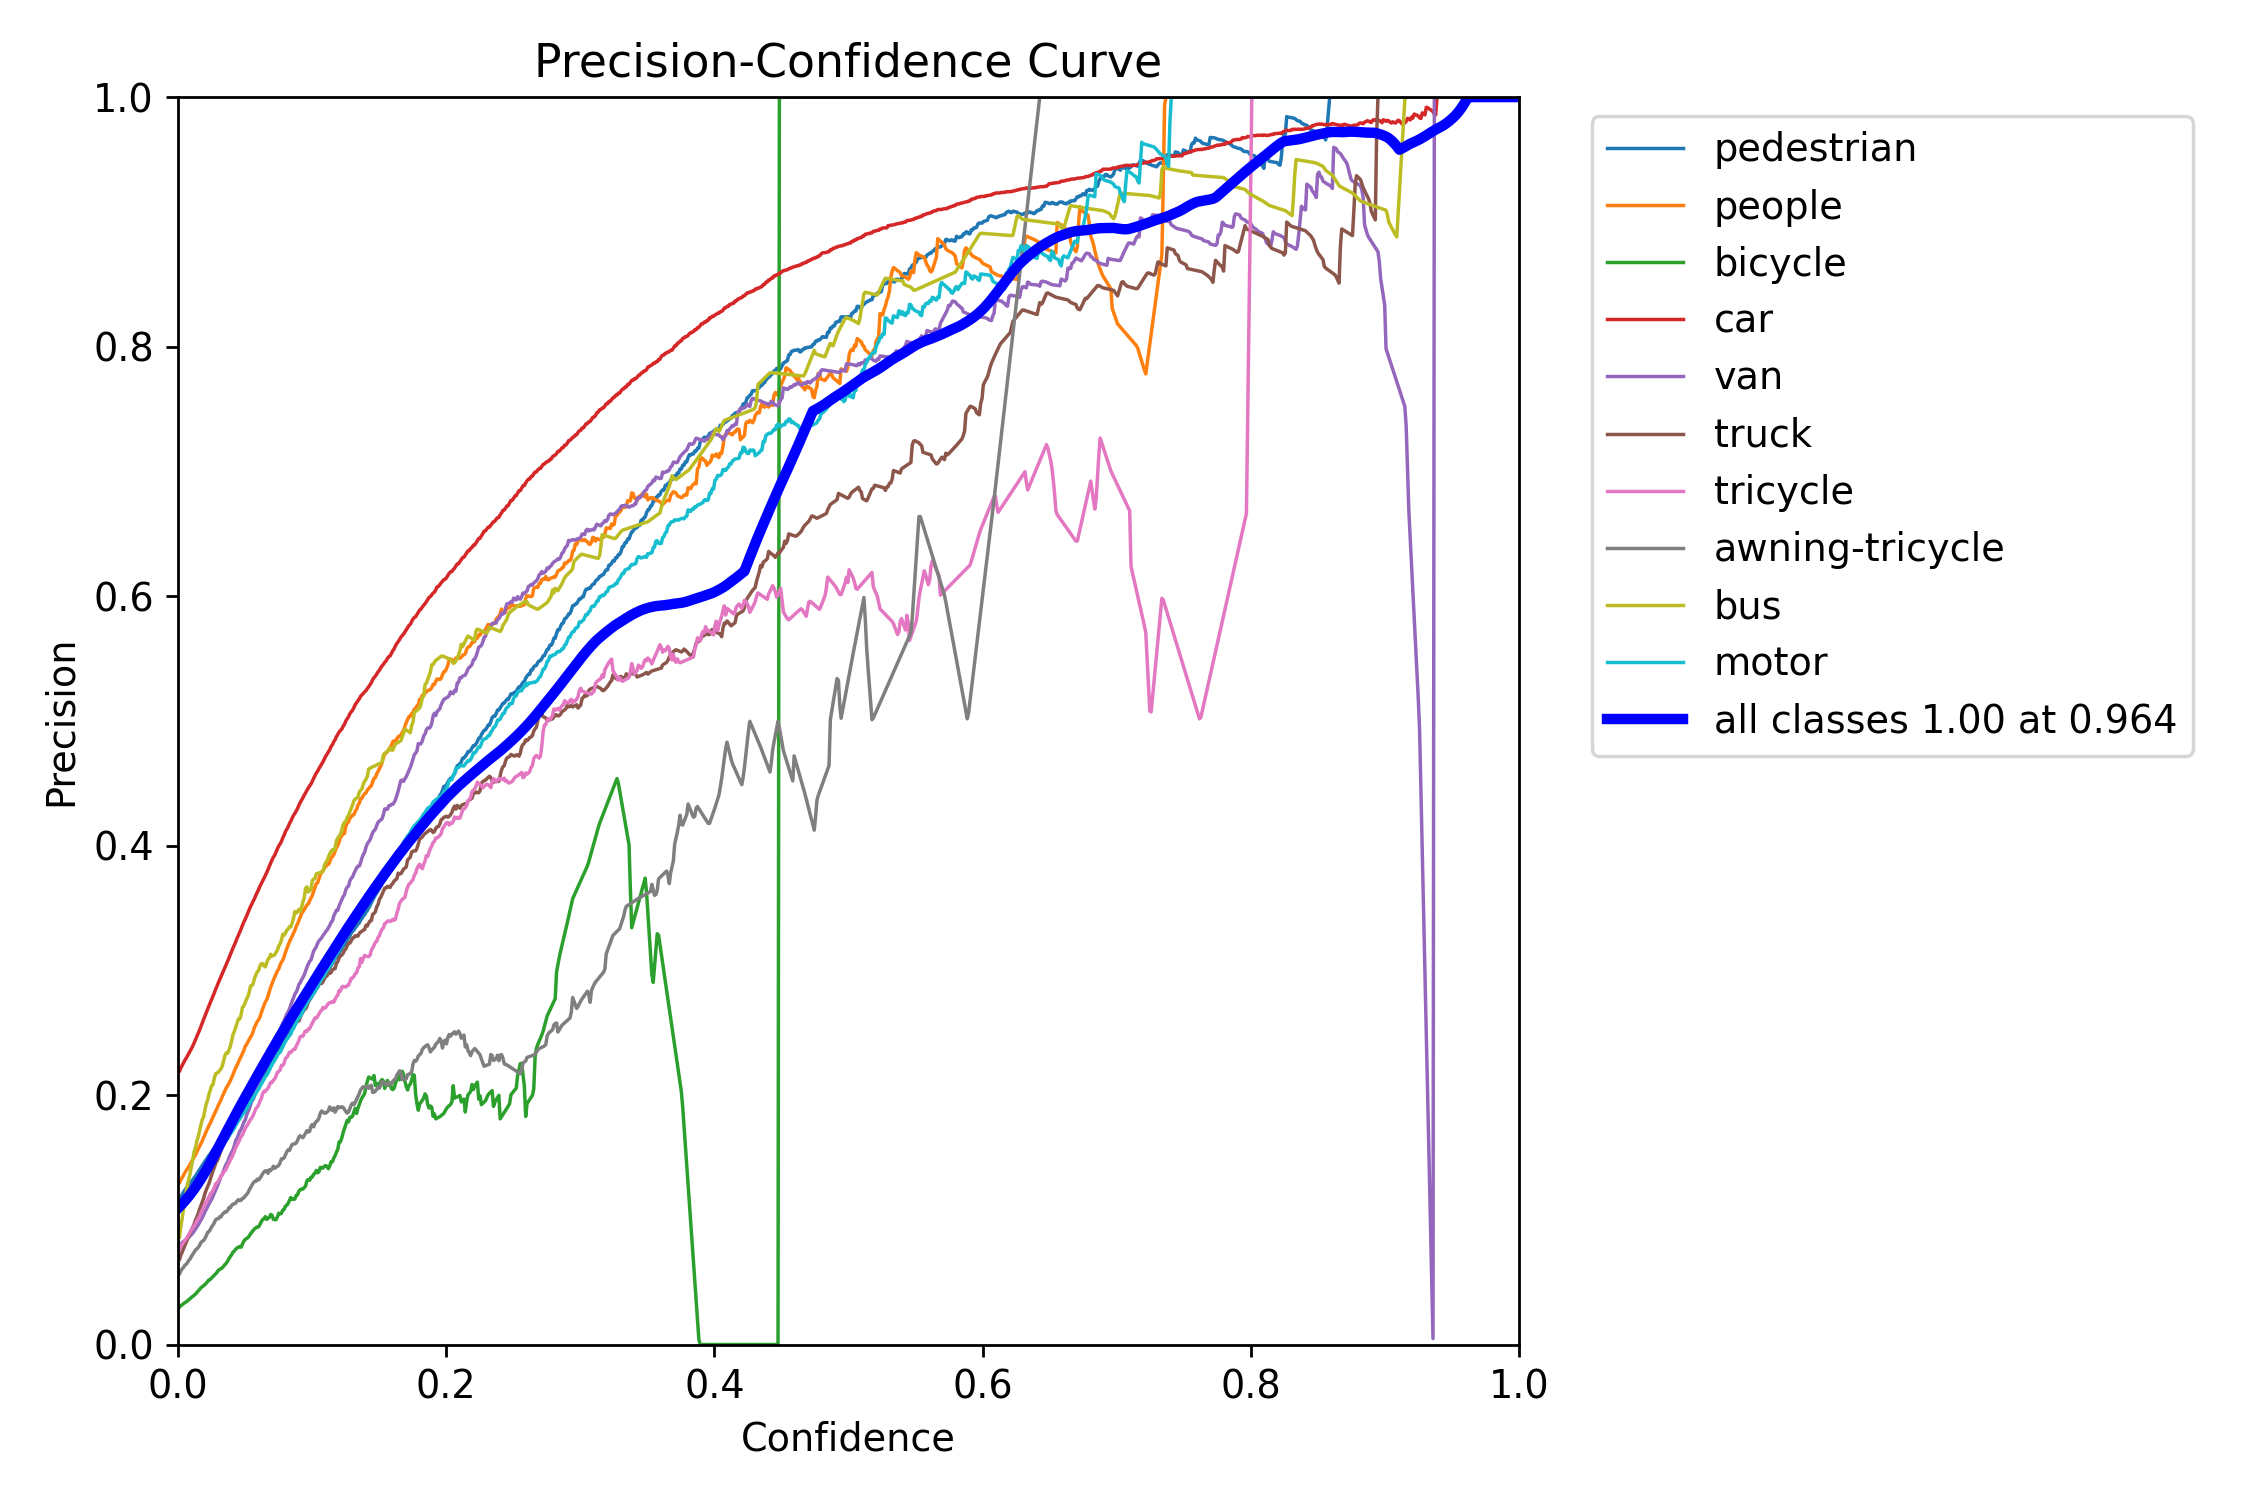 Precision-Confidence Curve
1.0
0.8
0.6
0.4
0.2
0.0
Precision
0.0 0.2 0.4 0.6 0.8 1.0
Confidence
pedestrian
people
bicycle
car
van
truck
tricycle
awning-tricycle
bus
motor
all classes 1.00 at 0.964